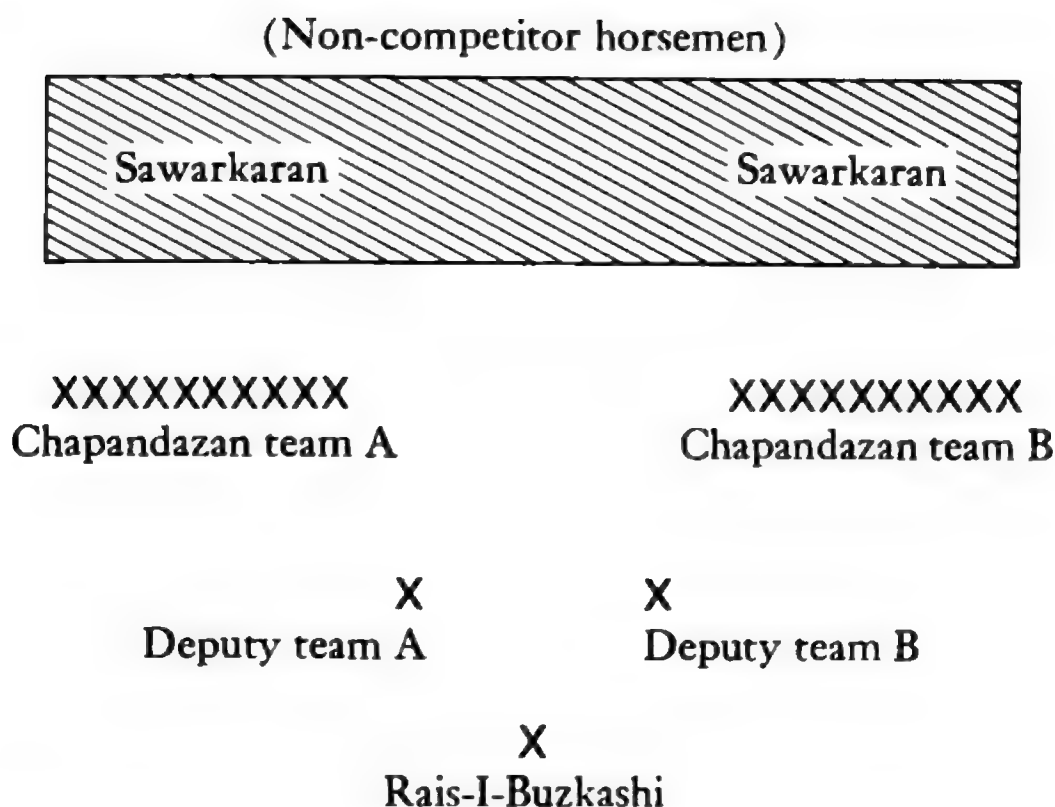 (Non-competitor horsemen)
Sawarkaran Sawarkaran
XXXXXXXXXX XXXXXXXXXX
Chapandazan team A Chapandazan team B
X X
Deputy team A Deputy team B
X
Rais-I-Buzkashi